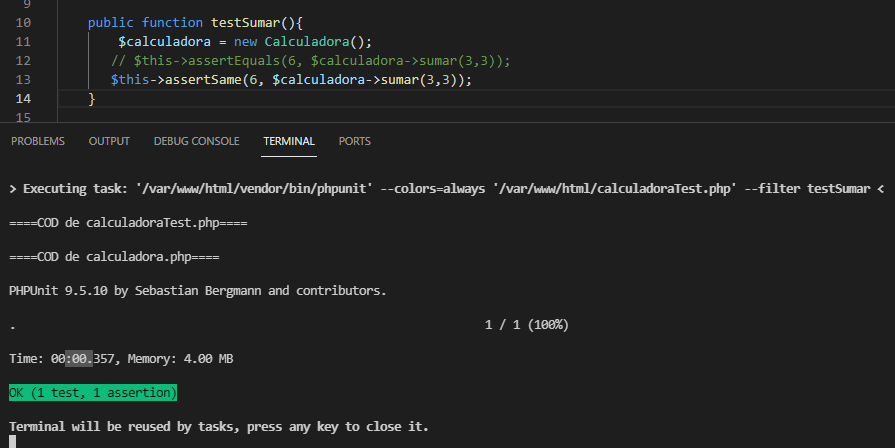 9
10 public function testSumar(){
11 $calculadora = new Calculadora();
12 // $this->assertEquals(6, $calculadora->sumar(3,3));
13 $this->assertSame(6, $calculadora->sumar(3,3));
14 }
15
PROBLEMS OUTPUT DEBUG CONSOLE TERMINAL PORTS
> Executing task: '/var/www/html/vendor/bin/phpunit' --colors=always '/var/www/html/calculadoraTest.php' --filter testSumar <
====COD de calculadoraTest.php====
====COD de calculadora.php====
PHPUnit 9.5.10 by Sebastian Bergmann and contributors.
. 1 / 1 (100%)
Time: 00:00.357, Memory: 4.00 MB
OK (1 test, 1 assertion)
Terminal will be reused by tasks, press any key to close it.